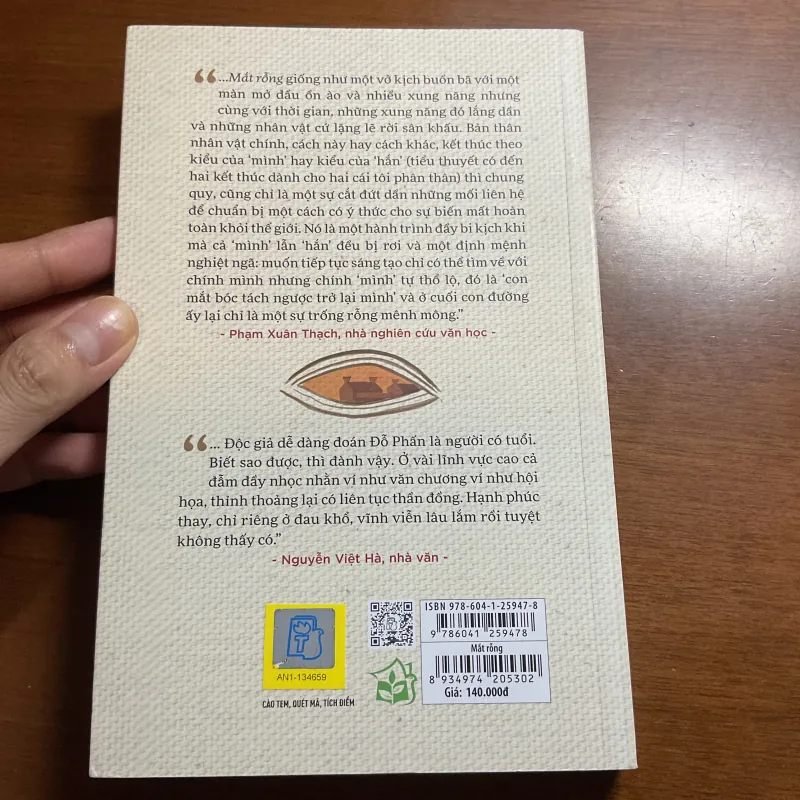 “...Mắt rỗng giống như một vở kịch buồn bã với một
màn mở đầu ồn ào và nhiều xung năng nhưng
cùng với thời gian, những xung năng đó lắng dần
và những nhân vật cứ lặng lẽ rời sân khấu. Bản thân
nhân vật chính, cách này hay cách khác, kết thúc theo
kiểu của ‘mình’ hay kiểu của ‘hắn’ (tiểu thuyết có đến
hai kết thúc dành cho hai cái tôi phân thân) thì chung
quy, cũng chỉ là một sự cắt đứt dần những mối liên hệ
để chuẩn bị một cách có ý thức cho sự biến mất hoàn
toàn khỏi thế giới. Nó là một hành trình đầy bi kịch khi
mà cả ‘mình’ lẫn ‘hắn’ đều bị rơi và một định mệnh
nghiệt ngã: muốn tiếp tục sáng tạo chỉ có thể tìm về với
chính mình nhưng chính ‘mình’ tự thổ lộ, đó là ‘con
mắt bóc tách ngược trở lại mình’ và ở cuối con đường
ấy lại chỉ là một sự trống rỗng mênh mông.”
- Phạm Xuân Thạch, nhà nghiên cứu văn học -
“... Độc giả dễ dàng đoán Đỗ Phấn là người có tuổi.
Biết sao được, thì đành vậy. Ở vài lĩnh vực cao cả
đẫm đầy nhọc nhằn ví như văn chương ví như hội
họa, thỉnh thoảng lại có liên tục thần đồng. Hạnh phúc
thay, chỉ riêng ở đau khổ, vĩnh viễn lâu lắm rồi tuyệt
không thấy có.”
- Nguyễn Việt Hà, nhà văn -
AN1-134659
CÀO TEM, QUÉT MÃ, TÍCH ĐIỂM
ISBN 978-604-1-25947-8
9 786041 259478
Mắt rỗng
8 934974 205302
Giá: 140.000đ